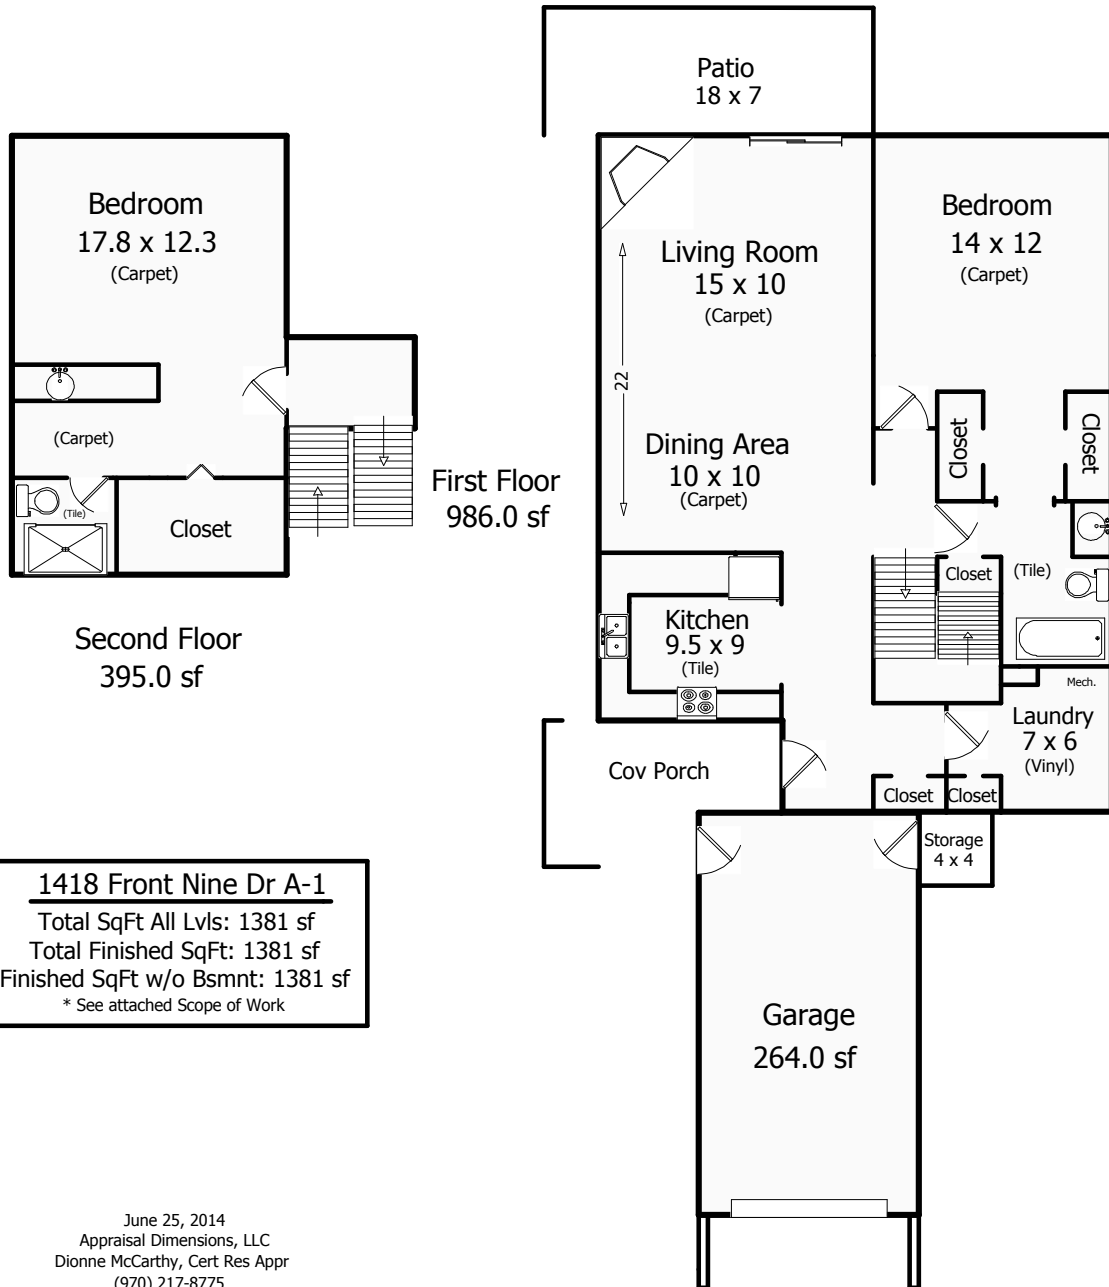 Patio
18 x 7
Bedroom
17.8 x 12.3
(Carpet)
(Carpet)
(Tile)
Closet
Second Floor
395.0 sf
First Floor
986.0 sf
Living Room
15 x 10
(Carpet)
22
Dining Area
10 x 10
(Carpet)
Bedroom
14 x 12
(Carpet)
Closet
Closet
Closet
(Tile)
Kitchen
9.5 x 9
(Tile)
Mech.
Laundry
7 x 6
(Vinyl)
Cov Porch
Closet
Closet
Storage
4 x 4
Garage
264.0 sf
1418 Front Nine Dr A-1
Total SqFt All Lvls: 1381 sf
Total Finished SqFt: 1381 sf
Finished SqFt w/o Bsmnt: 1381 sf
* See attached Scope of Work
June 25, 2014
Appraisal Dimensions, LLC
Dionne McCarthy, Cert Res Appr
(970) 217-8775